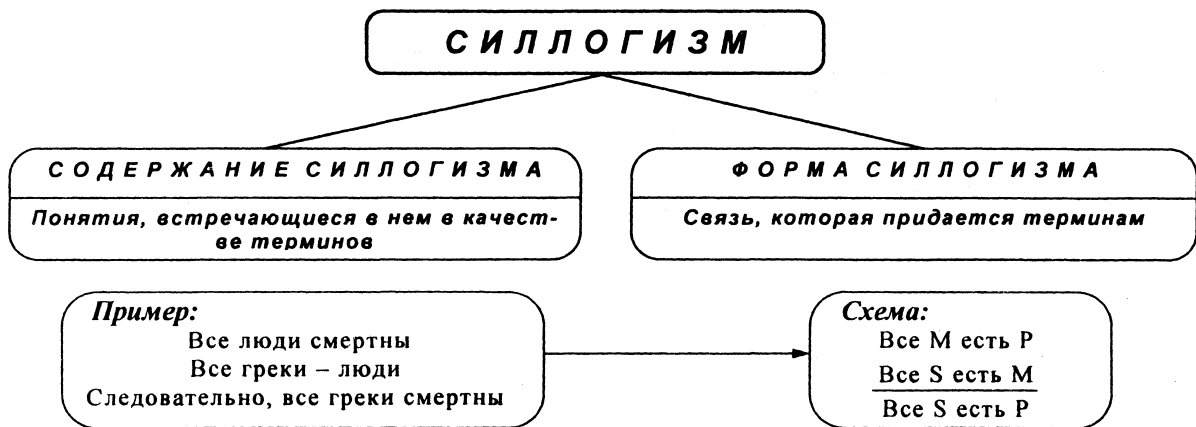 СИЛЛОГИЗМ
СОДЕРЖАНИЕ СИЛЛОГИЗМА
Понятия, встречающиеся в нем в качест-
ве терминов
ФОРМА СИЛЛОГИЗМА
Связь, которая придается терминам
Пример:
Все люди смертны
Все греки – люди
Следовательно, все греки смертны
Схема:
Все M есть P
Все S есть M
Все S есть P